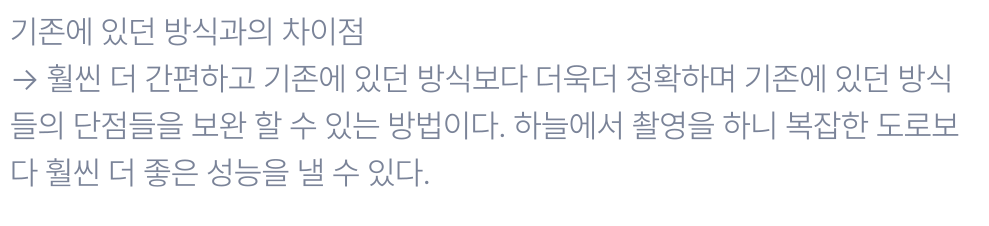 기존에 있던 방식과의 차이점
→ 훨씬 더 간편하고 기존에 있던 방식보다 더욱더 정확하며 기존에 있던 방식
들의 단점들을 보완 할 수 있는 방법이다. 하늘에서 촬영을 하니 복잡한 도로보
다 훨씬 더 좋은 성능을 낼 수 있다.